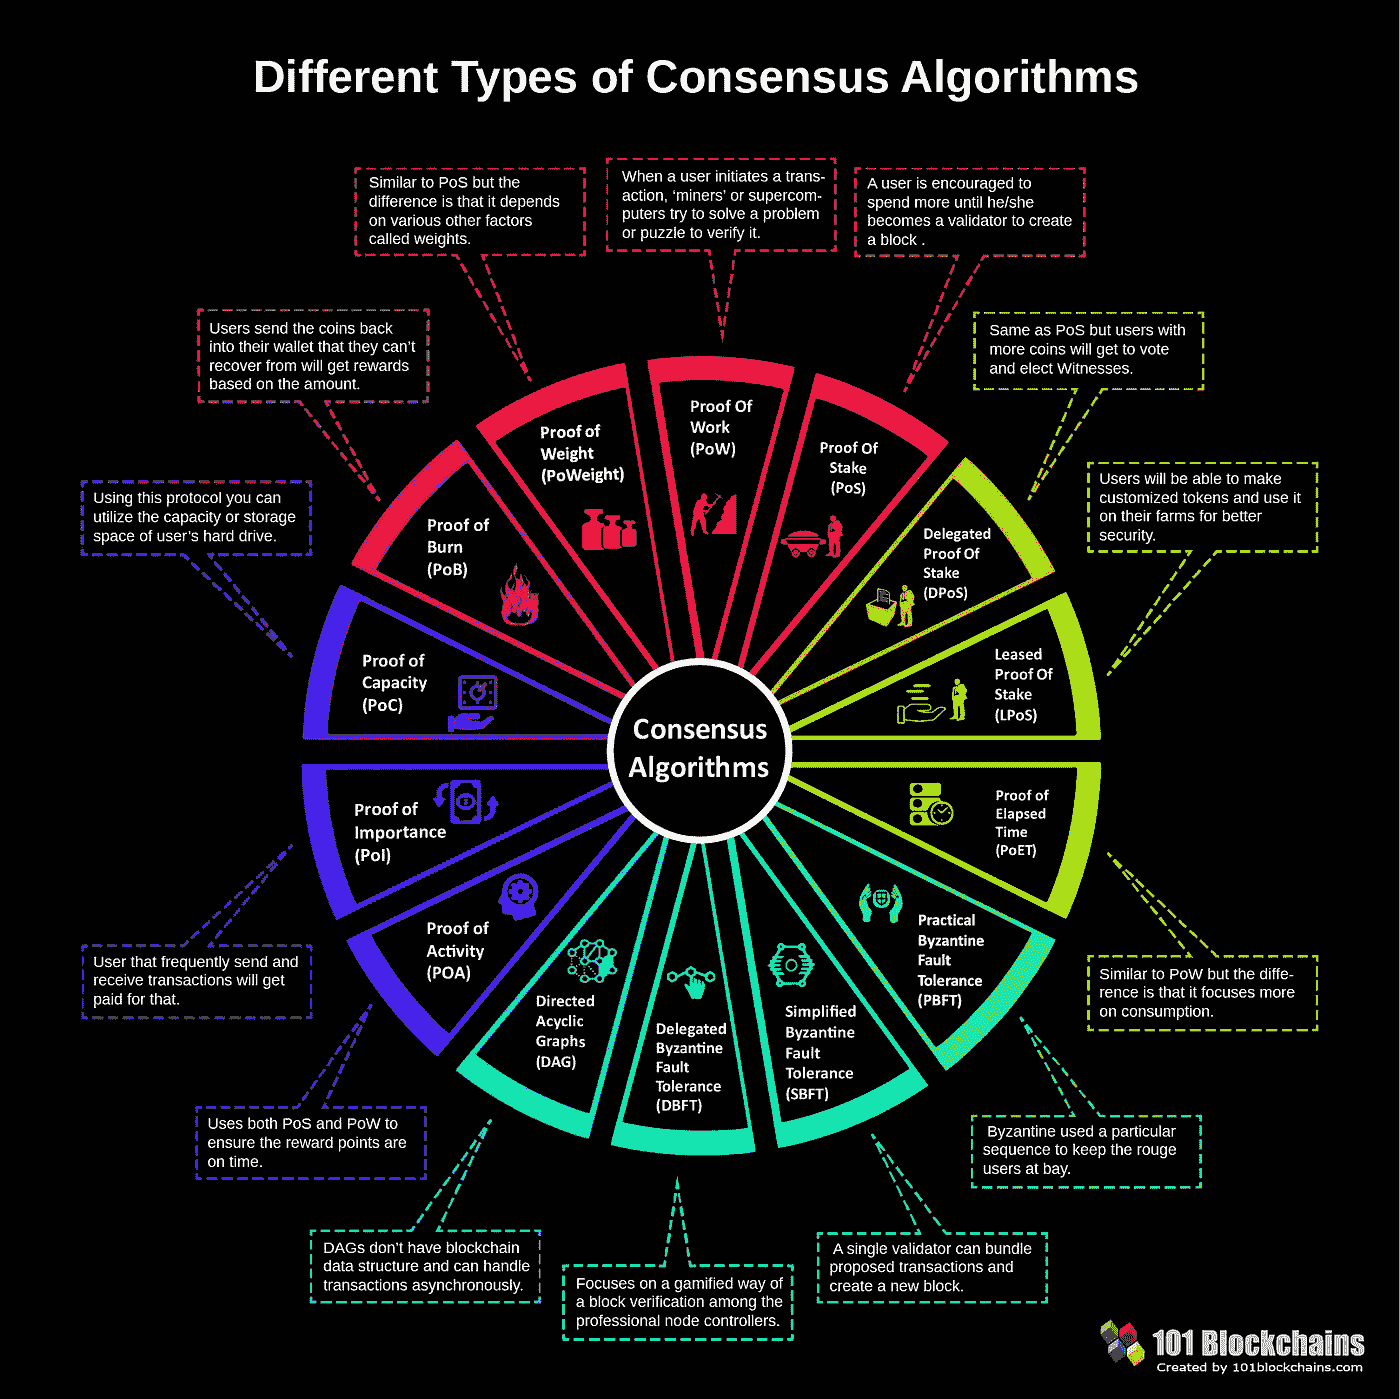 Different Types of Consensus Algorithms
Similar to PoS but the
difference is that it depends
on various other factors
called weights.
When a user initiates a trans-
action, ‘miners’ or supercom-
puters try to solve a problem
or puzzle to verify it.
A user is encouraged to
spend more until he/she
becomes a validator to create
a block .
Users send the coins back
into their wallet that they can’t
recover from will get rewards
based on the amount.
Same as PoS but users with
more coins will get to vote
and elect Witnesses.
Using this protocol you can
utilize the capacity or storage
space of user’s hard drive.
Users will be able to make
customized tokens and use it
on their farms for better
security.
Proof of
Weight
(PoWeight)
Proof Of
Work
(PoW)
Proof Of
Stake
(PoS)
Proof of
Burn
(PoB)
Delegated
Proof Of
Stake
(DPoS)
Proof of
Capacity
(PoC)
Leased
Proof Of
Stake
(LPoS)
Consensus
Algorithms
Proof of
Importance
(PoI)
Proof of
Elapsed
Time
(PoET)
Proof of
Activity
(POA)
Practical
Byzantine
Fault
Tolerance
(PBFT)
Directed
Acyclic
Graphs
(DAG)
Delegated
Byzantine
Fault
Tolerance
(DBFT)
Simplified
Byzantine
Fault
Tolerance
(SBFT)
User that frequently send and
receive transactions will get
paid for that.
Similar to PoW but the diffe-
rence is that it focuses more
on consumption.
Uses both PoS and PoW to
ensure the reward points are
on time.
Byzantine used a particular
sequence to keep the rouge
users at bay.
DAGs don’t have blockchain
data structure and can handle
transactions asynchronously.
Focuses on a gamified way of
a block verification among the
professional node controllers.
A single validator can bundle
proposed transactions and
create a new block.
101 Blockchains
Created by 101blockchains.com